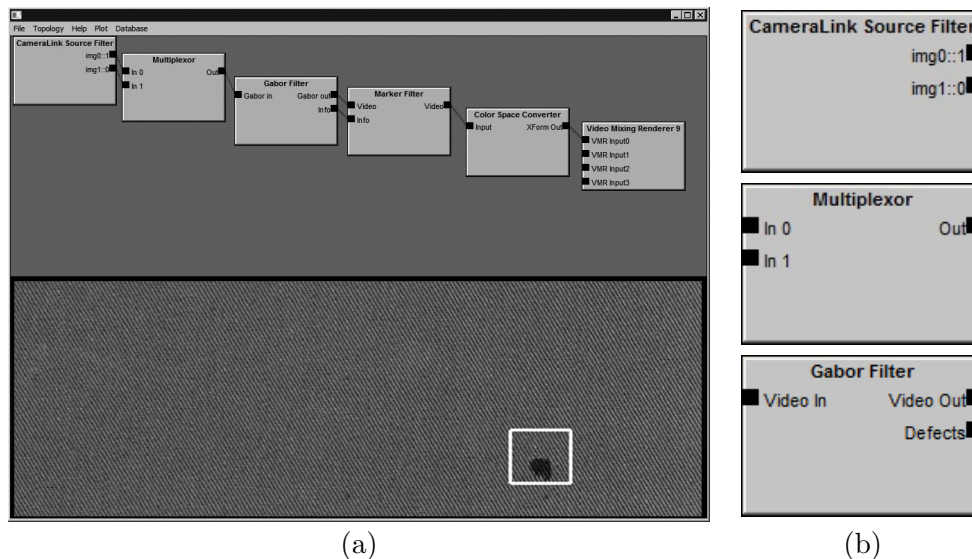 File Topology Help Plot Database
CameraLink Source Filter
img0::1
img1::0
Multiplexor
In 0 Out
In 1
Gabor Filter
Gabor in Gabor out
Info
Marker Filter
Video Video
Info
Color Space Converter
Input XForm Out
Video Mixing Renderer 9
VMR Input0
VMR Input1
VMR Input2
VMR Input3
(a)
CameraLink Source Filter
img0::1
img1::0
Multiplexor
In 0 Out
In 1
Gabor Filter
Video In Video Out
Defects
(b)